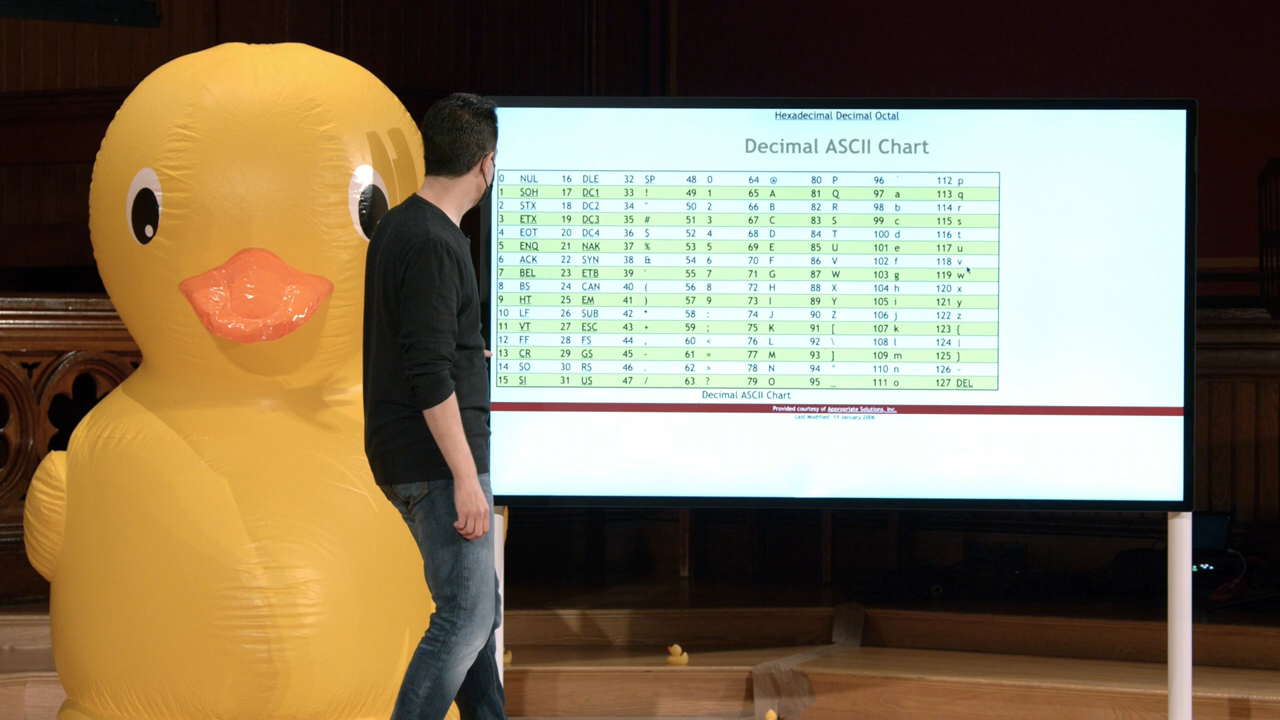 Hexadecimal Decimal Octal
Decimal ASCII Chart
0 NUL 16 DLE 32 SP 48 0 64 @ 80 P 96 ` 112 p
1 SOH 17 DC1 33 ! 49 1 65 A 81 Q 97 a 113 q
2 STX 18 DC2 34 " 50 2 66 B 82 R 98 b 114 r
3 ETX 19 DC3 35 # 51 3 67 C 83 S 99 c 115 s
4 EOT 20 DC4 36 $ 52 4 68 D 84 T 100 d 116 t
5 ENQ 21 NAK 37 % 53 5 69 E 85 U 101 e 117 u
6 ACK 22 SYN 38 & 54 6 70 F 86 V 102 f 118 v
7 BEL 23 ETB 39 ' 55 7 71 G 87 W 103 g 119 w
8 BS 24 CAN 40 ( 56 8 72 H 88 X 104 h 120 x
9 HT 25 EM 41 ) 57 9 73 I 89 Y 105 i 121 y
10 LF 26 SUB 42 * 58 : 74 J 90 Z 106 j 122 z
11 VT 27 ESC 43 + 59 ; 75 K 91 [ 107 k 123 {
12 FF 28 FS 44 , 60 < 76 L 92 \ 108 l 124 |
13 CR 29 GS 45 - 61 = 77 M 93 ] 109 m 125 }
14 SO 30 RS 46 . 62 > 78 N 94 ^ 110 n 126 ~
15 SI 31 US 47 / 63 ? 79 O 95 _ 111 o 127 DEL
Decimal ASCII Chart
Provided courtesy of Appropriate Solutions, Inc.
Last Modified: 11 January 2006